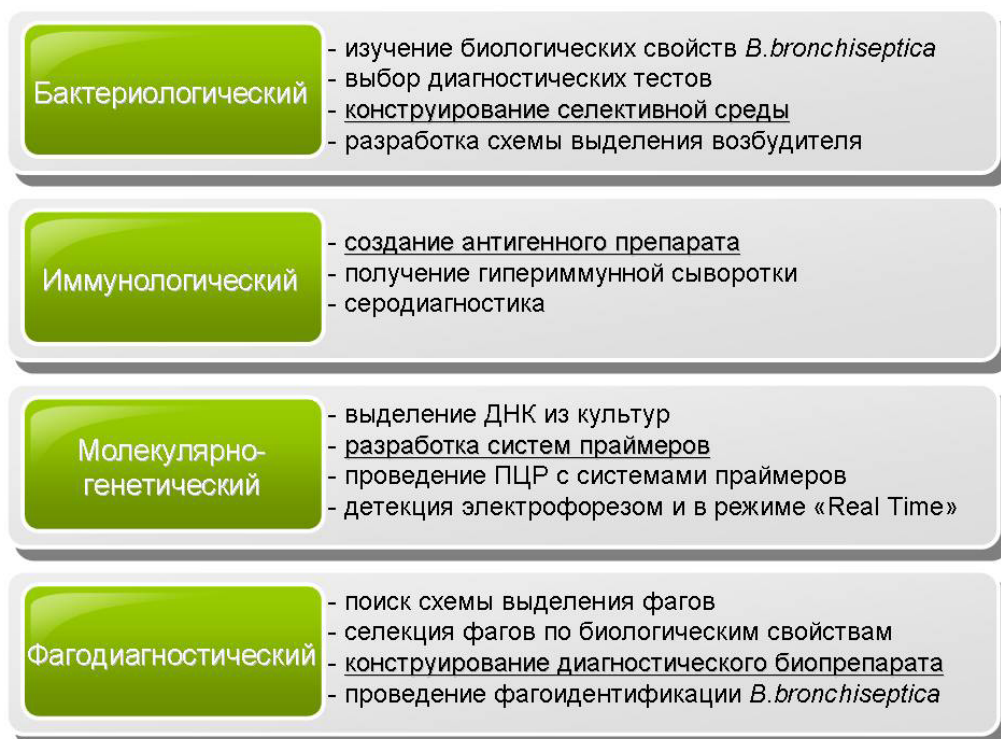 Бактериологический
- изучение биологических свойств B.bronchiseptica
- выбор диагностических тестов
- конструирование селективной среды
- разработка схемы выделения возбудителя
Иммунологический
- создание антигенного препарата
- получение гипериммунной сыворотки
- серодиагностика
Молекулярно-
генетический
- выделение ДНК из культур
- разработка систем праймеров
- проведение ПЦР с системами праймеров
- детекция электрофорезом и в режиме «Real Time»
Фагодиагностический
- поиск схемы выделения фагов
- селекция фагов по биологическим свойствам
- конструирование диагностического биопрепарата
- проведение фагоидентификации B.bronchiseptica